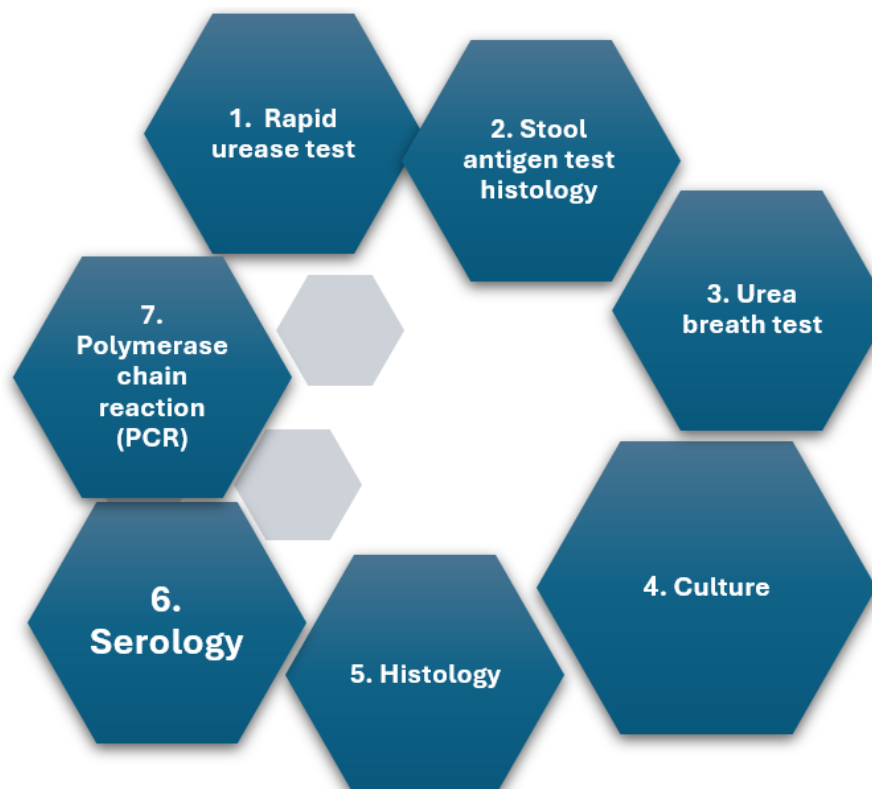 1. Rapid
urease test
2. Stool
antigen test
histology
3. Urea
breath test
4. Culture
5. Histology
6.
Serology
7.
Polymerase
chain
reaction
(PCR)